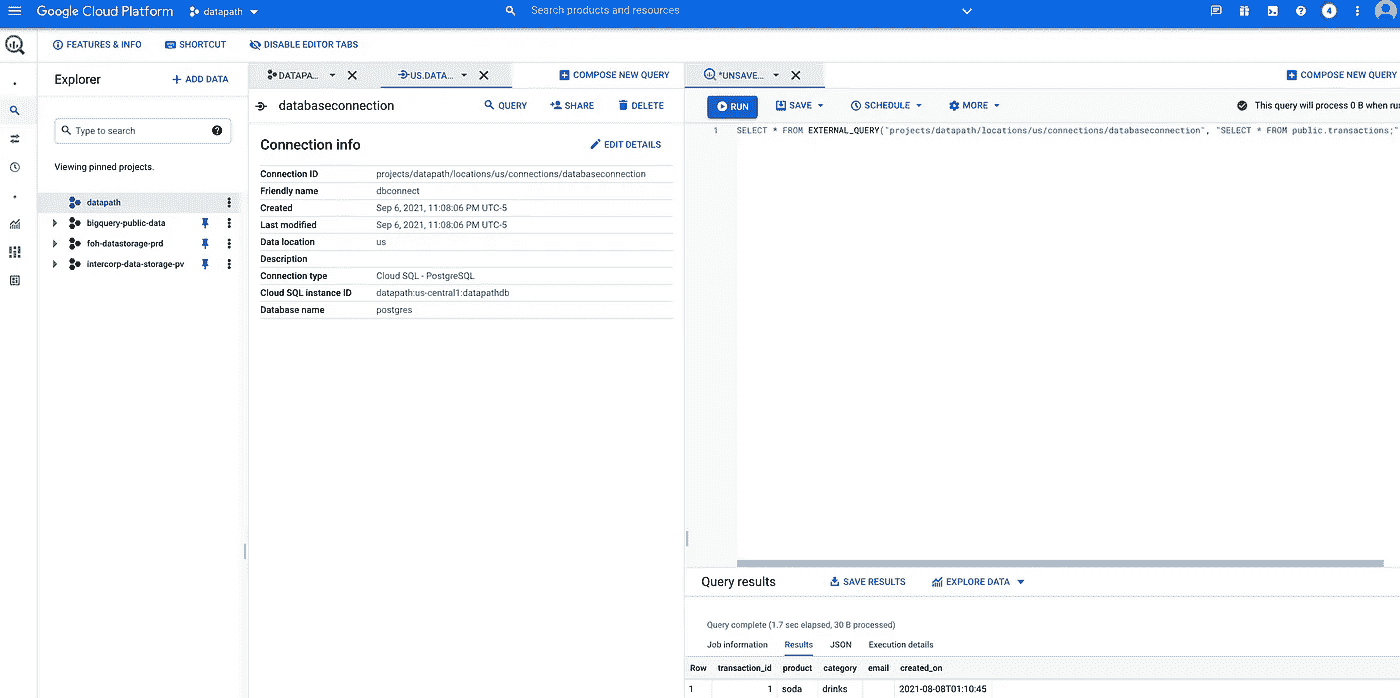 Google Cloud Platform datapath Search products and resources 4
FEATURES & INFO SHORTCUT DISABLE EDITOR TABS
Explorer + ADD DATA
Type to search
Viewing pinned projects.
datapath
bigquery-public-data
foh-datastorage-prd
intercorp-data-storage-pv
DATAPA... US.DATA... COMPOSE NEW QUERY
databaseconnection QUERY SHARE DELETE
Connection info EDIT DETAILS
Connection ID projects/datapath/locations/us/connections/databaseconnection
Friendly name dbconnect
Created Sep 6, 2021, 11:08:06 PM UTC-5
Last modified Sep 6, 2021, 11:08:06 PM UTC-5
Data location us
Description
Connection type Cloud SQL - PostgreSQL
Cloud SQL instance ID datapath:us-central1:datapathdb
Database name postgres
*UNSAVE... COMPOSE NEW QUERY
RUN SAVE SCHEDULE MORE This query will process 0 B when ru
1 SELECT * FROM EXTERNAL_QUERY("projects/datapath/locations/us/connections/databaseconnection", "SELECT * FROM public.transactions;"
Query results SAVE RESULTS EXPLORE DATA
Query complete (1.7 sec elapsed, 30 B processed)
Job information Results JSON Execution details
Row transaction_id product category email created_on
1 1 soda drinks 2021-08-08T01:10:45